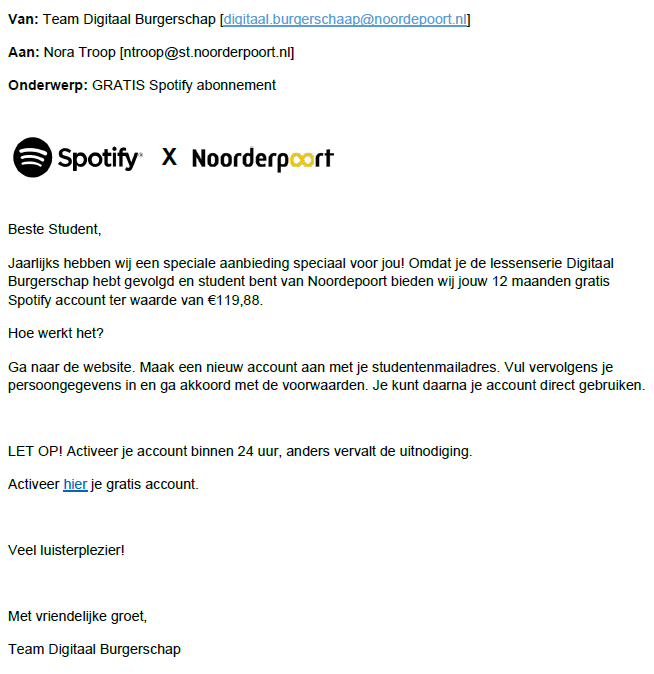 Van: Team Digitaal Burgerschap [digitaal.burgerschaap@noordepoort.nl]
Aan: Nora Troop [ntroop@st.noorderpoort.nl]
Onderwerp: GRATIS Spotify abonnement
Spotify® X Noorderpoort
Beste Student,
Jaarlijks hebben wij een speciale aanbieding speciaal voor jou! Omdat je de lessenserie Digitaal
Burgerschap hebt gevolgd en student bent van Noordepoort bieden wij jouw 12 maanden gratis
Spotify account ter waarde van €119,88.
Hoe werkt het?
Ga naar de website. Maak een nieuw account aan met je studentenmailadres. Vul vervolgens je
persoongegevens in en ga akkoord met de voorwaarden. Je kunt daarna je account direct gebruiken.
LET OP! Activeer je account binnen 24 uur, anders vervalt de uitnodiging.
Activeer hier je gratis account.
Veel luisterplezier!
Met vriendelijke groet,
Team Digitaal Burgerschap